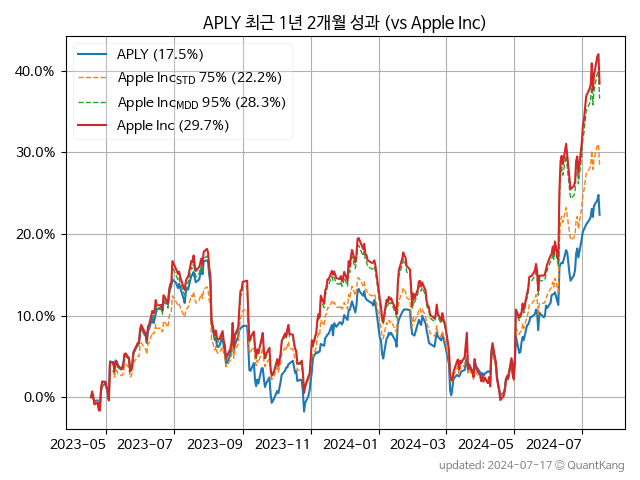 APLY 최근 1년 2개월 성과 (vs Apple Inc)
APLY (17.5%)
Apple Inc_STD 75% (22.2%)
Apple Inc_MDD 95% (28.3%)
Apple Inc (29.7%)
40.0%
30.0%
20.0%
10.0%
0.0%
2023-05 2023-07 2023-09 2023-11 2024-01 2024-03 2024-05 2024-07
updated: 2024-07-17 © QuantKang